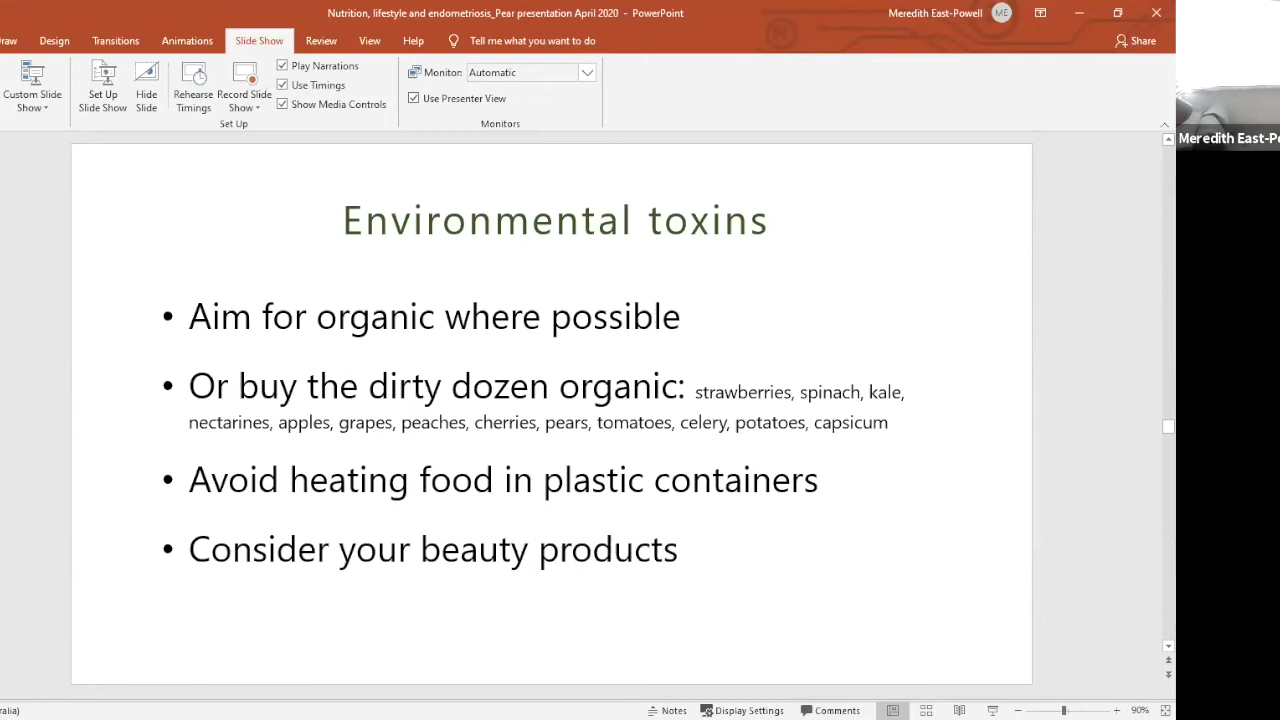 Nutrition, lifestyle and endometriosis_Pear presentation April 2020 - PowerPoint
Meredith East-Powell ME
Design Transitions Animations Slide Show Review View Help Tell me what you want to do Share
Custom Slide Show
Set Up Slide Show
Hide Slide
Rehearse Timings
Record Slide Show
Play Narrations
Use Timings
Show Media Controls
Set Up
Monitor: Automatic
Use Presenter View
Monitors
Meredith East-Po
Environmental toxins
• Aim for organic where possible
• Or buy the dirty dozen organic: strawberries, spinach, kale,
nectarines, apples, grapes, peaches, cherries, pears, tomatoes, celery, potatoes, capsicum
• Avoid heating food in plastic containers
• Consider your beauty products
Notes Display Settings Comments 90%